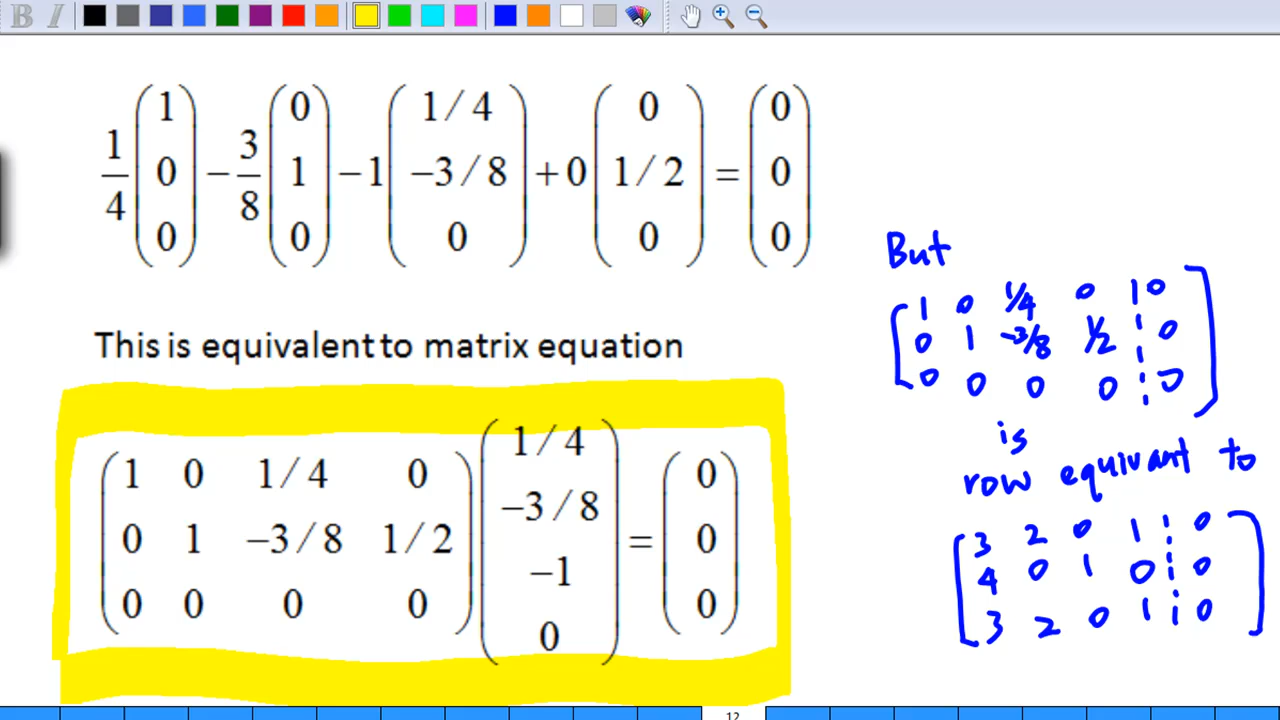 B I
1/4 (1 0 0) − 3/8 (0 1 0) − 1 (1/4 −3/8 0) + 0 (0 1/2 0) = (0 0 0)
This is equivalent to matrix equation
(1 0 1/4 0
0 1 −3/8 1/2
0 0 0 0) (1/4 −3/8 −1 0) = (0 0 0)
But
[1 0 1/4 0 | 0
0 1 -3/8 1/2 | 0
0 0 0 0 | 0]
is
row equivant to
[3 2 0 1 | 0
4 0 1 0 | 0
3 2 0 1 | 0]
12